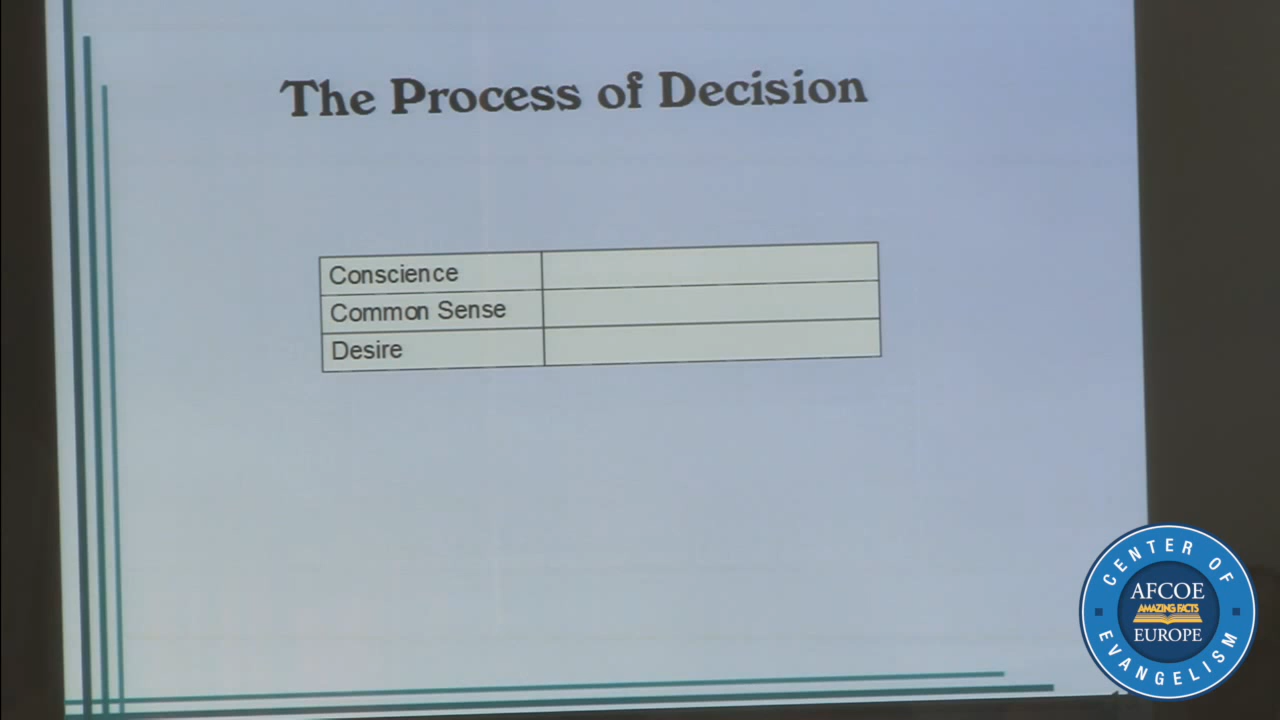 The Process of Decision
Conscience
Common Sense
Desire
CENTER OF
AFCOE
AMAZING FACTS
EUROPE
EVANGELISM